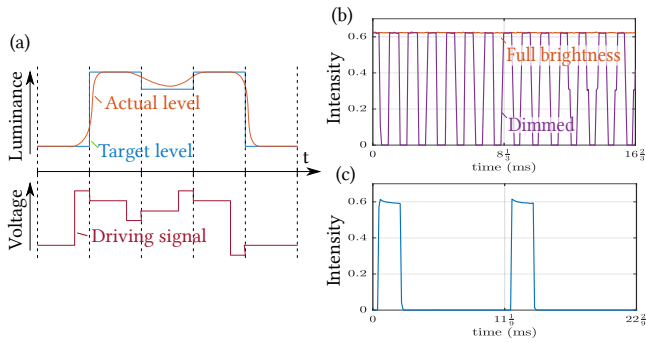 (a)
Luminance
Actual level
Target level
t
Voltage
Driving signal
(b)
Intensity
0.6
0.4
0.2
0
Full brightness
Dimmed
0
8 1/3
16 2/3
time (ms)
(c)
Intensity
0.6
0.4
0.2
0
0
11 1/9
22 2/9
time (ms)